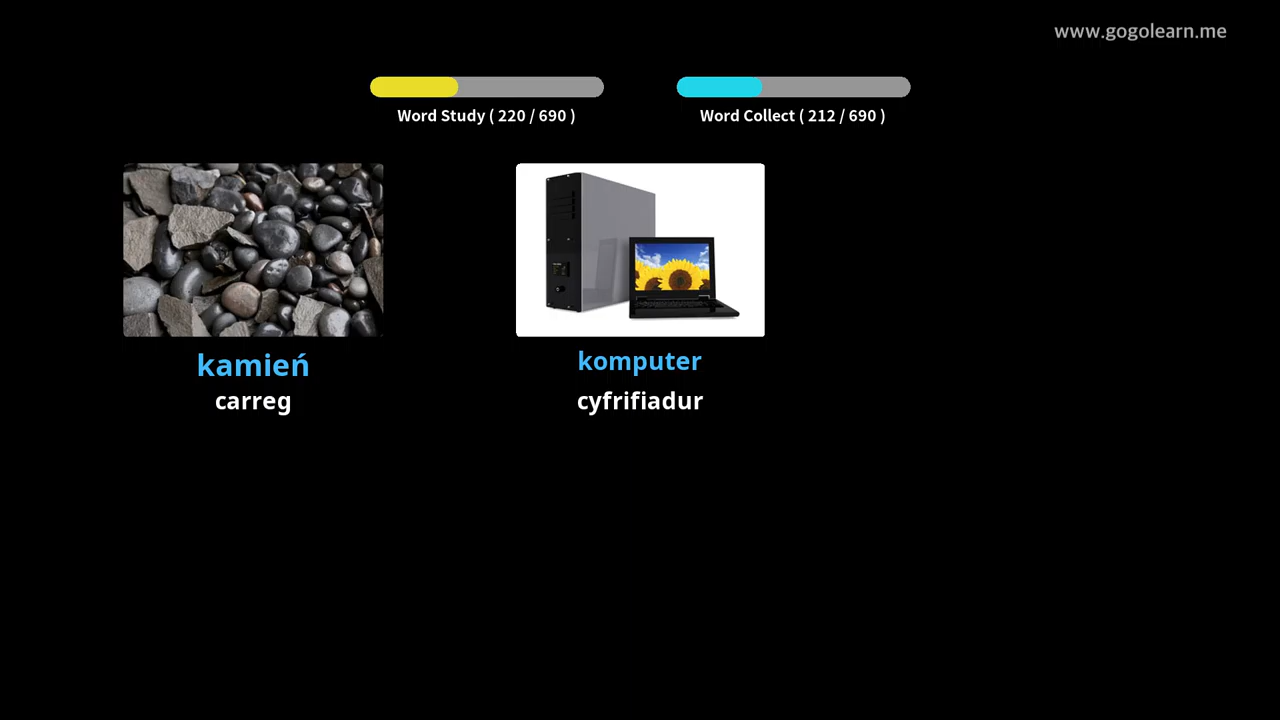 www.gogolearn.me
Word Study ( 220 / 690 )
Word Collect ( 212 / 690 )
kamień
carreg
komputer
cyfrifiadur